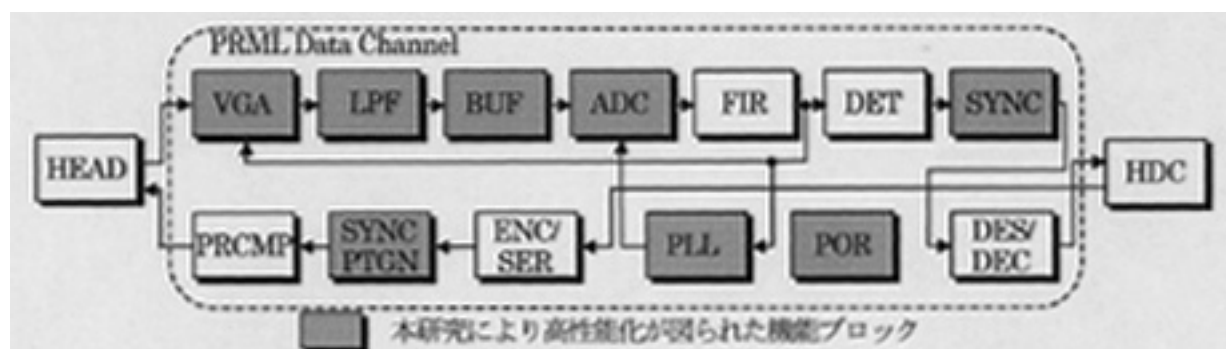 PRML Data Channel
VGA
LPF
BUF
ADC
FIR
DET
SYNC
HEAD
HDC
PRCMP
SYNC
PTGN
ENC/
SER
PLL
POR
DES/
DEC
本研究により高性能化が図られた機能ブロック